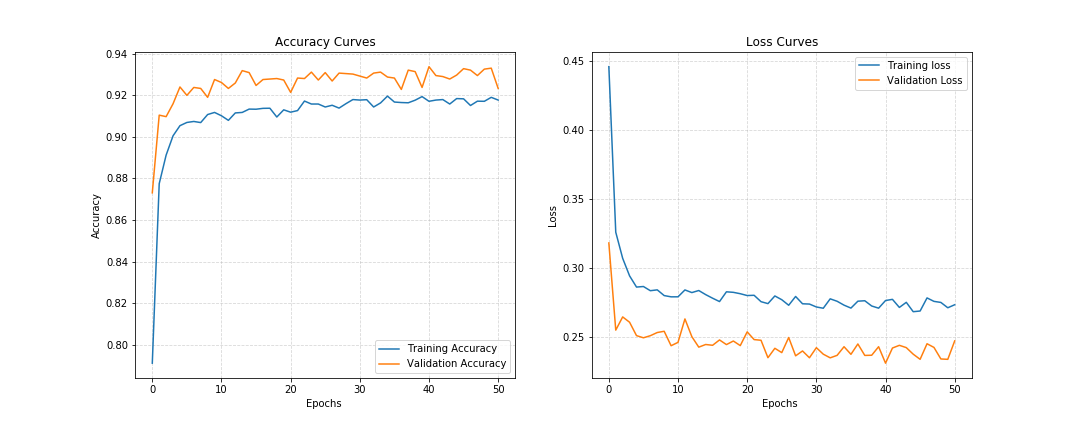 Accuracy Curves
0.94
0.92
0.90
0.88
0.86
0.84
0.82
0.80
Accuracy
0 10 20 30 40 50
Epochs
Training Accuracy
Validation Accuracy
Loss Curves
0.45
0.40
0.35
0.30
0.25
Loss
0 10 20 30 40 50
Epochs
Training loss
Validation Loss